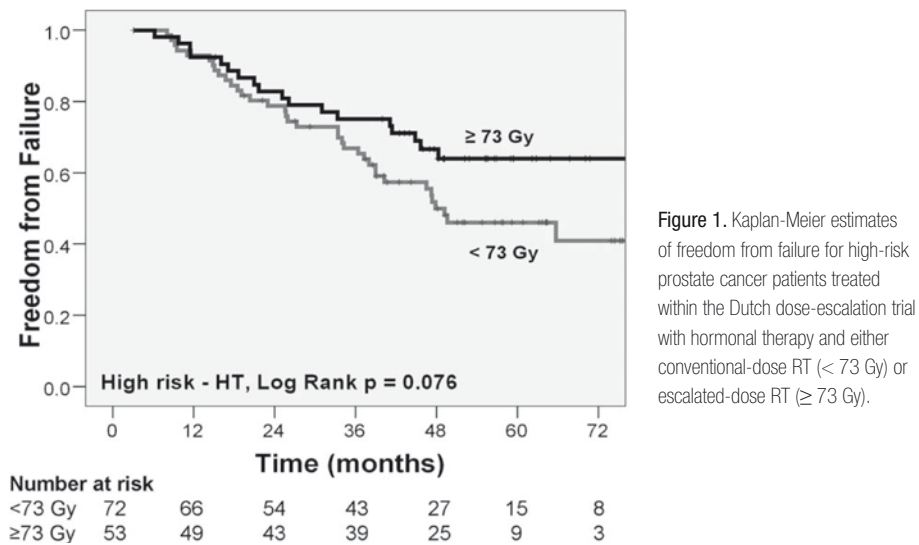 Freedom from Failure
1.0
0.8
0.6
0.4
0.2
0.0
≥ 73 Gy
< 73 Gy
High risk - HT, Log Rank p = 0.076
0 12 24 36 48 60 72
Time (months)
Number at risk
<73 Gy 72 66 54 43 27 15 8
≥73 Gy 53 49 43 39 25 9 3
Figure 1. Kaplan-Meier estimates
of freedom from failure for high-risk
prostate cancer patients treated
within the Dutch dose-escalation trial
with hormonal therapy and either
conventional-dose RT (< 73 Gy) or
escalated-dose RT (≥ 73 Gy).